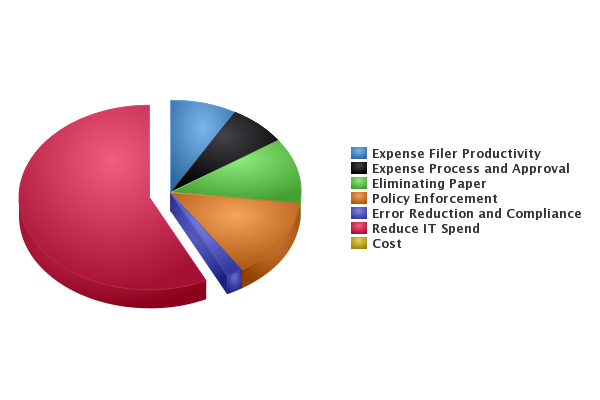 Expense Filer Productivity
Expense Process and Approval
Eliminating Paper
Policy Enforcement
Error Reduction and Compliance
Reduce IT Spend
Cost